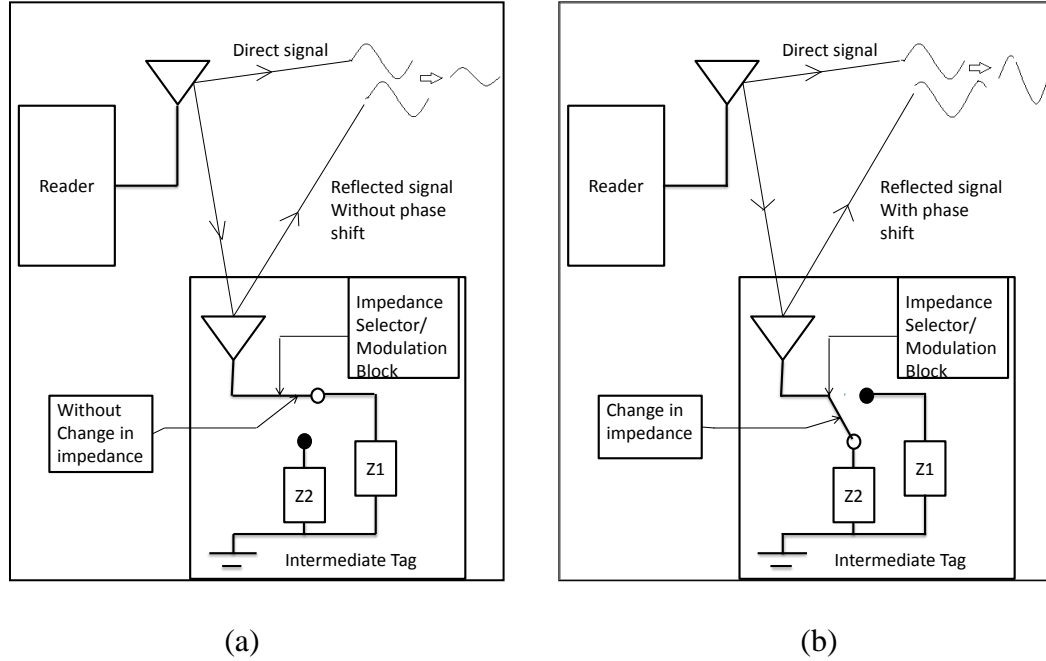 Direct signal
Reader
Reflected signal
Without phase
shift
Impedance
Selector/
Modulation
Block
Without
Change in
impedance
Z1
Z2
Intermediate Tag
(a)
Direct signal
Reader
Reflected signal
With phase
shift
Impedance
Selector/
Modulation
Block
Change in
impedance
Z1
Z2
Intermediate Tag
(b)